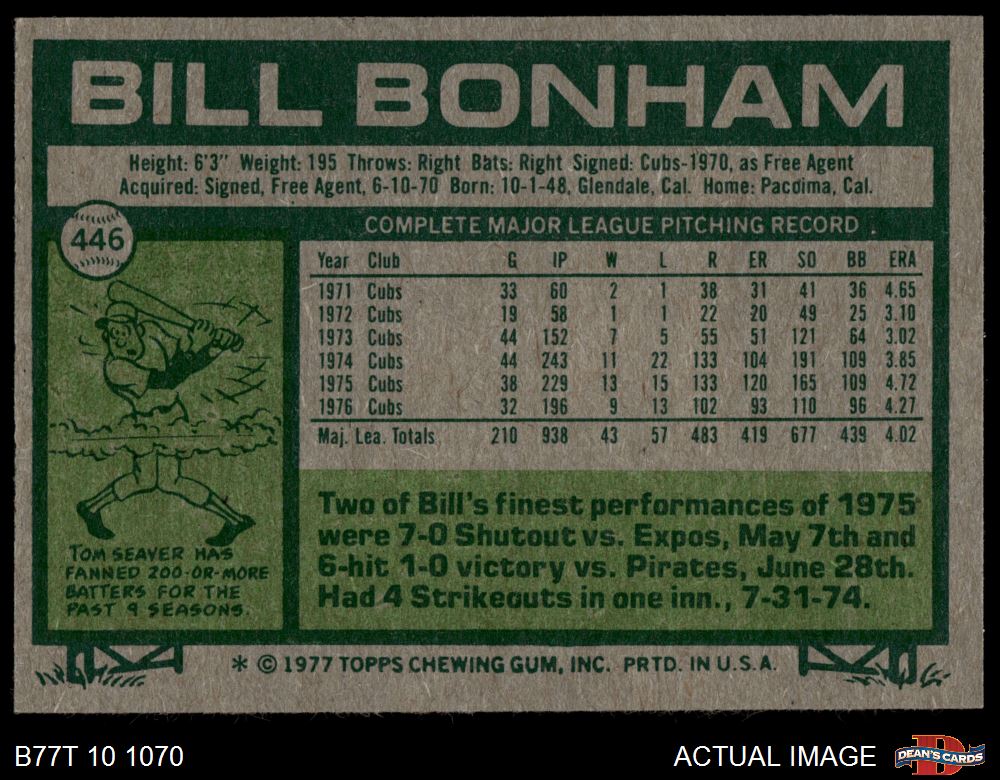 BILL BONHAM
Height: 6'3" Weight: 195 Throws: Right Bats: Right Signed: Cubs-1970, as Free Agent
Acquired: Signed, Free Agent, 6-10-70 Born: 10-1-48, Glendale, Cal. Home: Pacoima, Cal.
446
COMPLETE MAJOR LEAGUE PITCHING RECORD .
Year Club G IP W L R ER SO BB ERA
1971 Cubs 33 60 2 1 38 31 41 36 4.65
1972 Cubs 19 58 1 1 22 20 49 25 3.10
1973 Cubs 44 152 7 5 55 51 121 64 3.02
1974 Cubs 44 243 11 22 133 104 191 109 3.85
1975 Cubs 38 229 13 15 133 120 165 109 4.72
1976 Cubs 32 196 9 13 102 93 110 96 4.27
Maj. Lea. Totals 210 938 43 57 483 419 677 439 4.02
TOM SEAVER HAS
FANNED 200-OR-MORE
BATTERS FOR THE
PAST 9 SEASONS.
Two of Bill's finest performances of 1975
were 7-0 Shutout vs. Expos, May 7th and
6-hit 1-0 victory vs. Pirates, June 28th.
Had 4 Strikeouts in one inn., 7-31-74.
* © 1977 TOPPS CHEWING GUM, INC. PRTD. IN U.S.A.
B77T 10 1070
ACTUAL IMAGE
DEAN'S CARDS